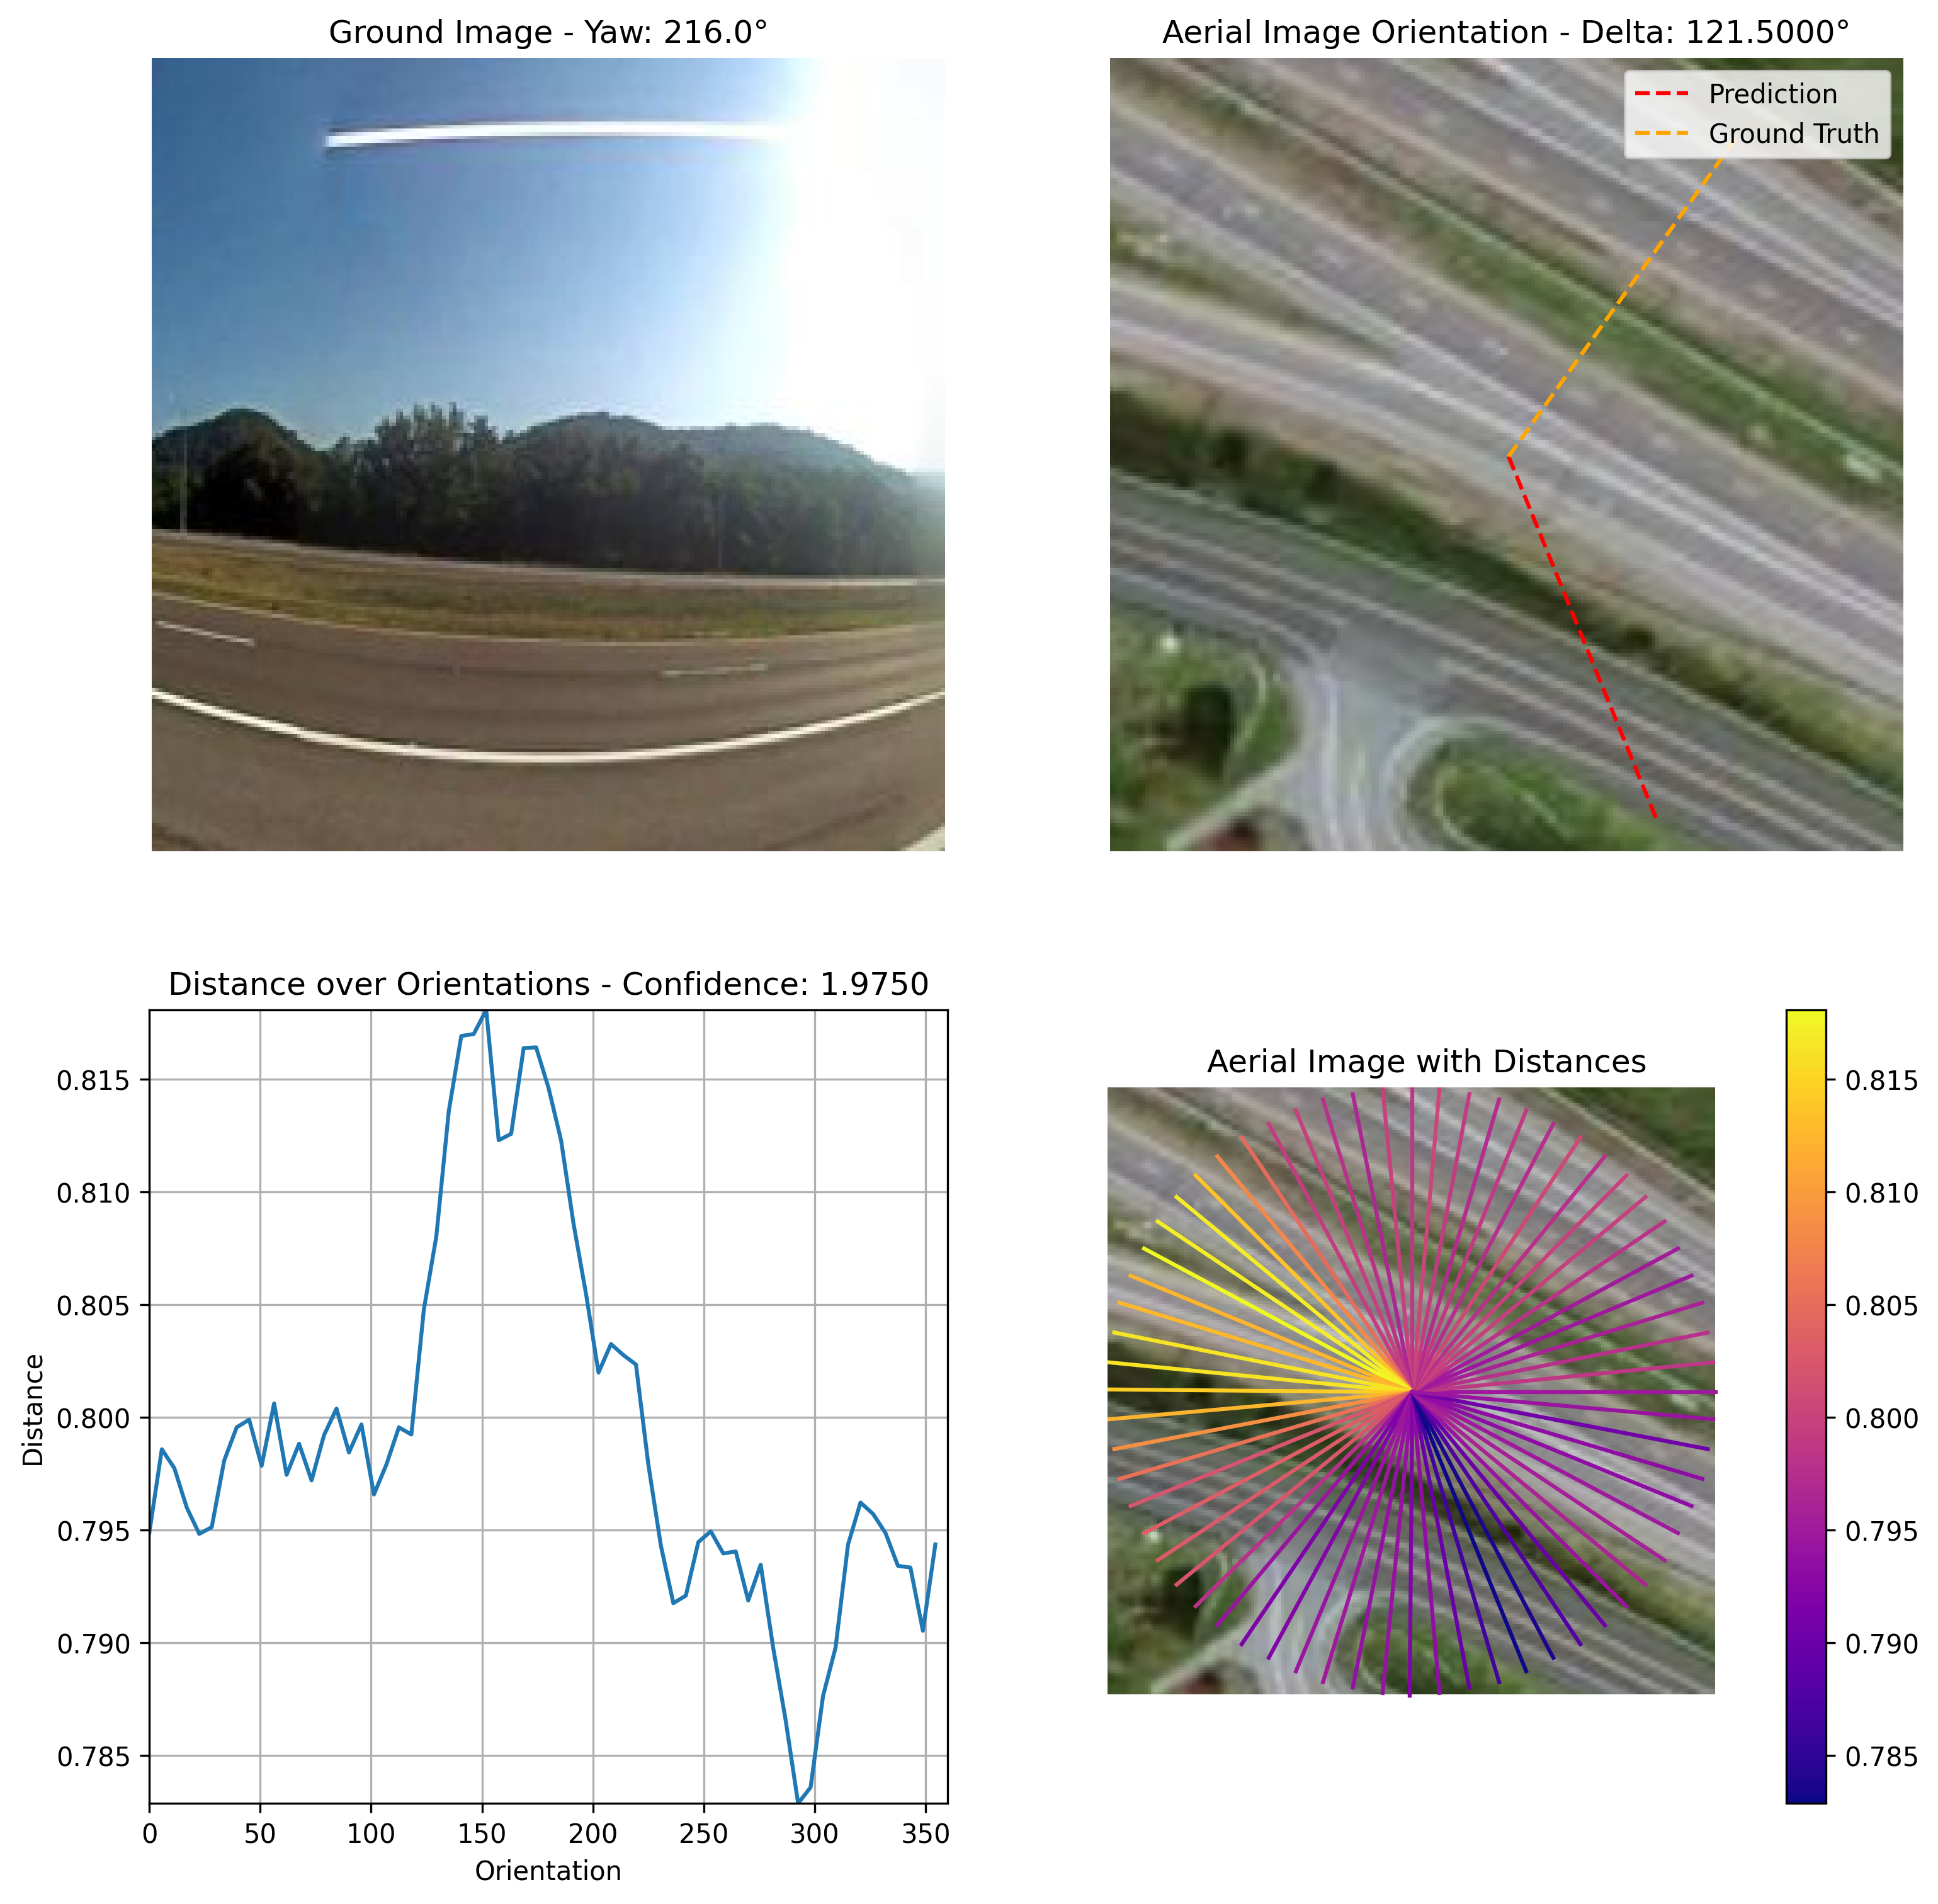 Ground Image - Yaw: 216.0°
Aerial Image Orientation - Delta: 121.5000°
Prediction
Ground Truth
Distance over Orientations - Confidence: 1.9750
0.815
0.810
0.805
0.800
0.795
0.790
0.785
Distance
0 50 100 150 200 250 300 350
Orientation
Aerial Image with Distances
0.815
0.810
0.805
0.800
0.795
0.790
0.785